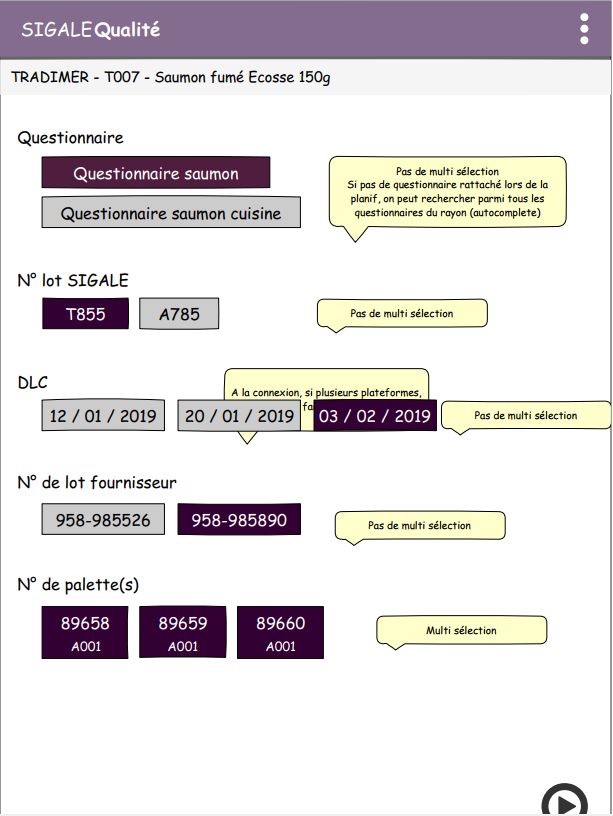 SIGALE Qualité
TRADIMER - T007 - Saumon fumé Ecosse 150g
Questionnaire
Questionnaire saumon
Questionnaire saumon cuisine
Pas de multi sélection
Si pas de questionnaire rattaché lors de la
planif, on peut rechercher parmi tous les
questionnaires du rayon (autocomplete)
N° lot SIGALE
T855
A785
Pas de multi sélection
DLC
A la connexion, si plusieurs plateformes,
12 / 01 / 2019
20 / 01 / 2019
03 / 02 / 2019
Pas de multi sélection
N° de lot fournisseur
958-985526
958-985890
Pas de multi sélection
N° de palette(s)
89658
A001
89659
A001
89660
A001
Multi sélection